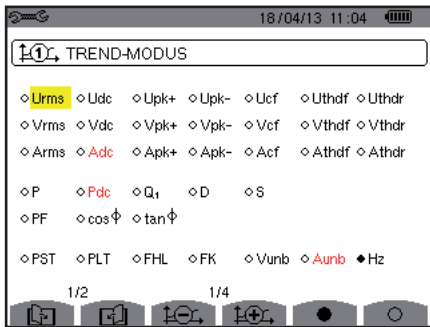 18/04/13 11:04
1 TREND-MODUS
Urms Udc Upk+ Upk- Ucf Uthdf Uthdr
Vrms Vdc Vpk+ Vpk- Vcf Vthdf Vthdr
Arms Adc Apk+ Apk- Acf Athdf Athdr
P Pdc Q₁ D S
PF cosϕ tanϕ
PST PLT FHL FK Vunb Aunb Hz
1/2 1/4